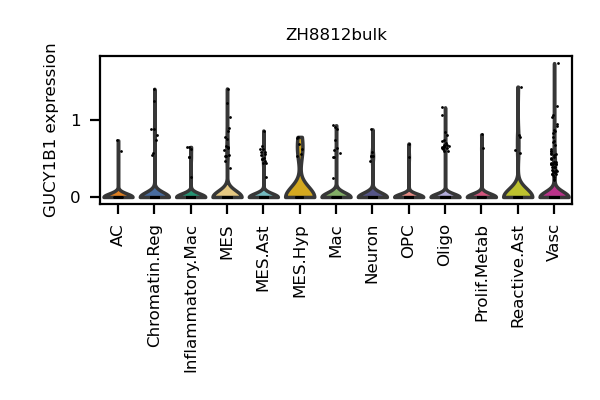 ZH8812bulk
GUCY1B1 expression
1
0
AC
Chromatin.Reg
Inflammatory.Mac
MES
MES.Ast
MES.Hyp
Mac
Neuron
OPC
Oligo
Prolif.Metab
Reactive.Ast
Vasc